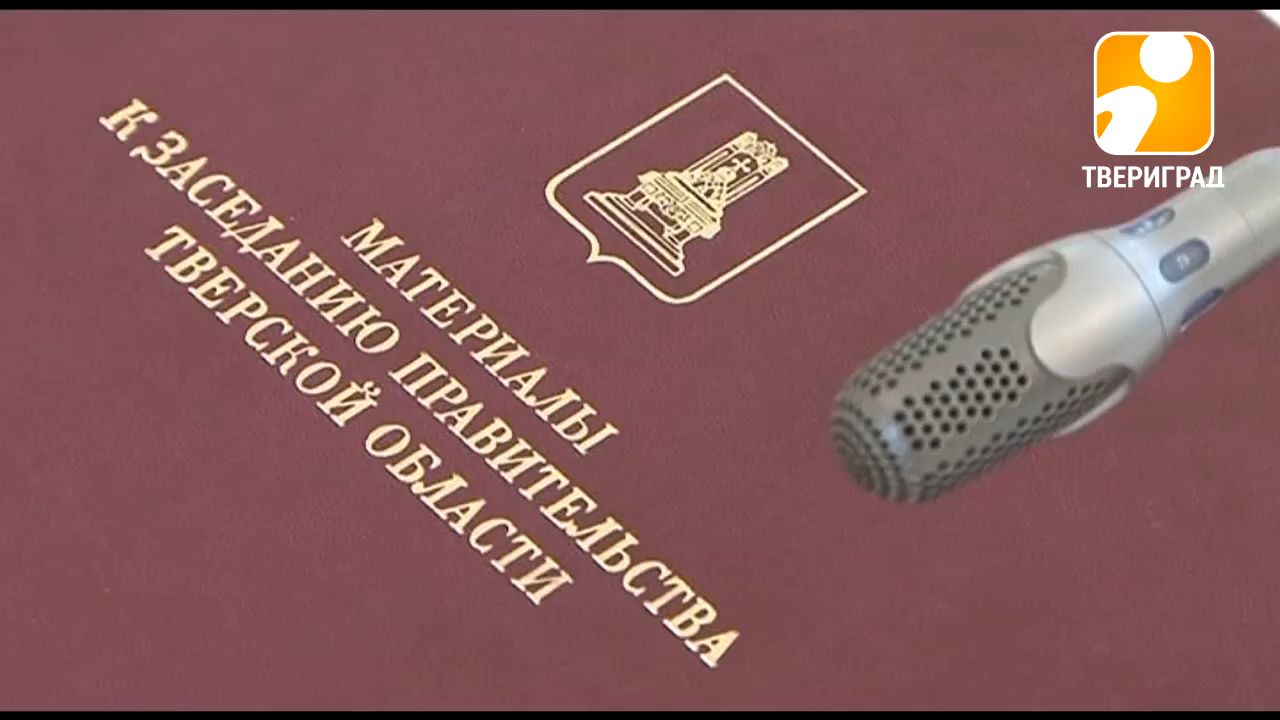 ТВЕРИГРАД
МАТЕРИАЛЫ
К ЗАСЕДАНИЮ ПРАВИТЕЛЬСТВА
ТВЕРСКОЙ ОБЛАСТИ